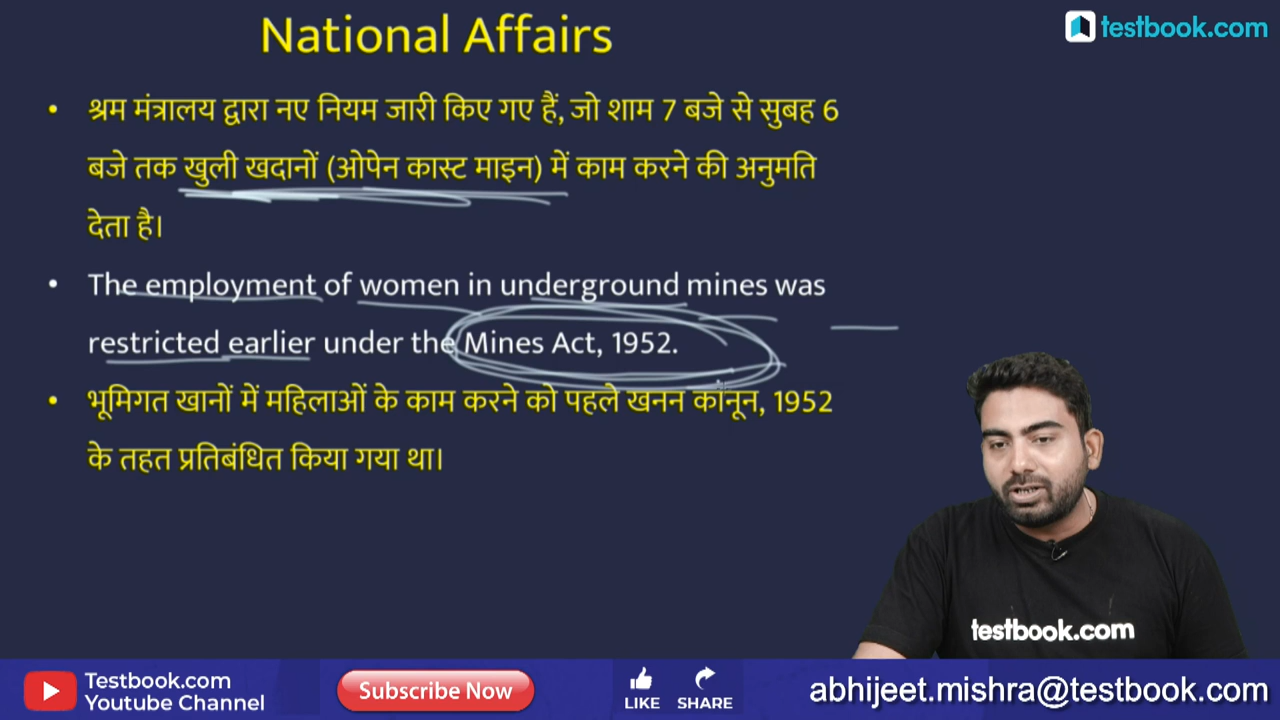 National Affairs
testbook.com
• श्रम मंत्रालय द्वारा नए नियम जारी किए गए हैं, जो शाम 7 बजे से सुबह 6
बजे तक खुली खदानों (ओपेन कास्ट माइन) में काम करने की अनुमति
देता है।
• The employment of women in underground mines was
restricted earlier under the Mines Act, 1952.
• भूमिगत खानों में महिलाओं के काम करने को पहले खनन कानून, 1952
के तहत प्रतिबंधित किया गया था।
testbook.com
Testbook.com
Youtube Channel
Subscribe Now
LIKE
SHARE
abhijeet.mishra@testbook.com